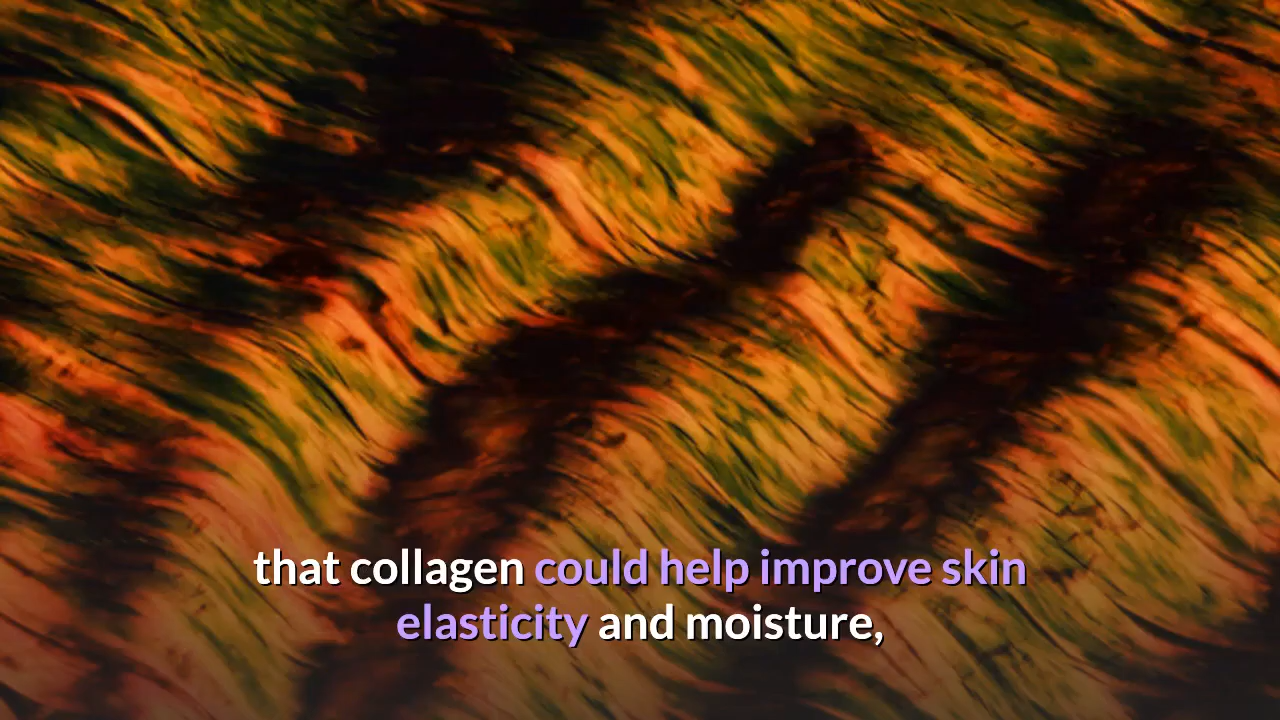 that collagen could help improve skin
elasticity and moisture,